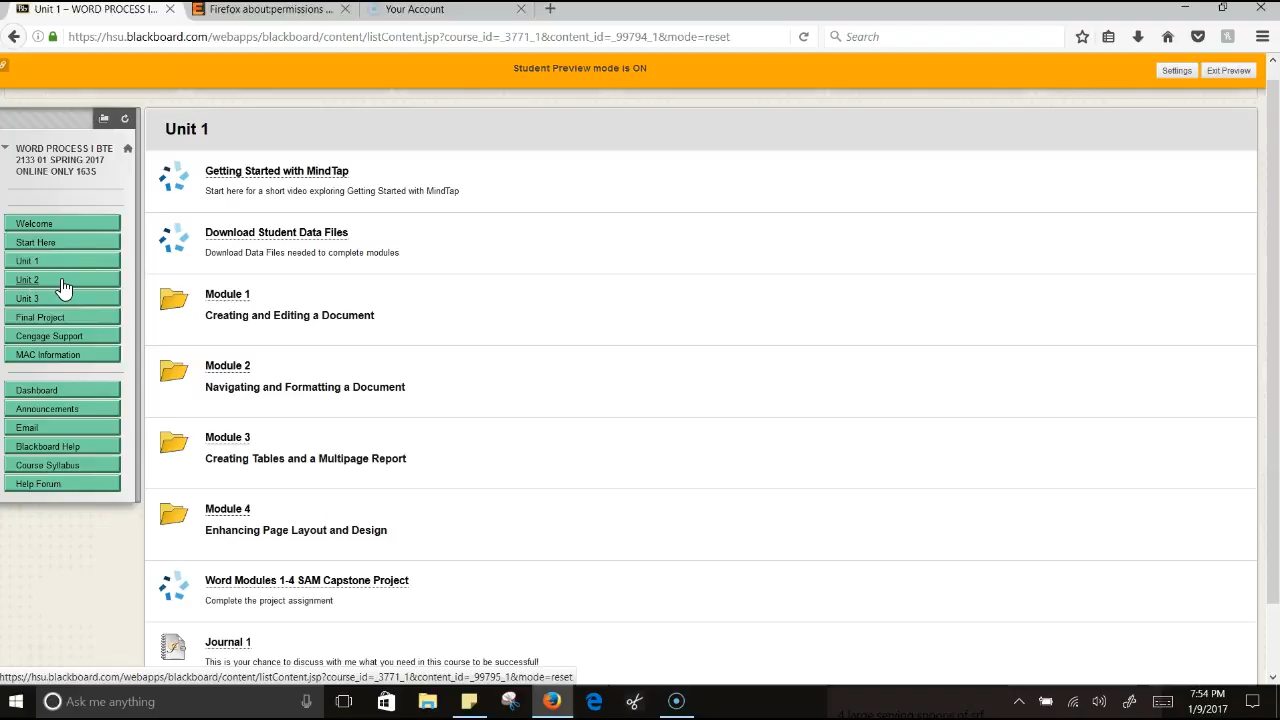 Unit 1 – WORD PROCESS I...
Firefox about:permissions ...
Your Account
https://hsu.blackboard.com/webapps/blackboard/content/listContent.jsp?course_id=_3771_1&content_id=_99794_1&mode=reset
Search
Student Preview mode is ON
Settings
Exit Preview
WORD PROCESS I BTE
2133 01 SPRING 2017
ONLINE ONLY 163S
Welcome
Start Here
Unit 1
Unit 2
Unit 3
Final Project
Cengage Support
MAC Information
Dashboard
Announcements
Email
Blackboard Help
Course Syllabus
Help Forum
Unit 1
Getting Started with MindTap
Start here for a short video exploring Getting Started with MindTap
Download Student Data Files
Download Data Files needed to complete modules
Module 1
Creating and Editing a Document
Module 2
Navigating and Formatting a Document
Module 3
Creating Tables and a Multipage Report
Module 4
Enhancing Page Layout and Design
Word Modules 1-4 SAM Capstone Project
Complete the project assignment
Journal 1
This is your chance to discuss with me what you need in this course to be successful!
https://hsu.blackboard.com/webapps/blackboard/content/listContent.jsp?course_id=_3771_1&content_id=_99795_1&mode=reset
Ask me anything
7:54 PM
1/9/2017